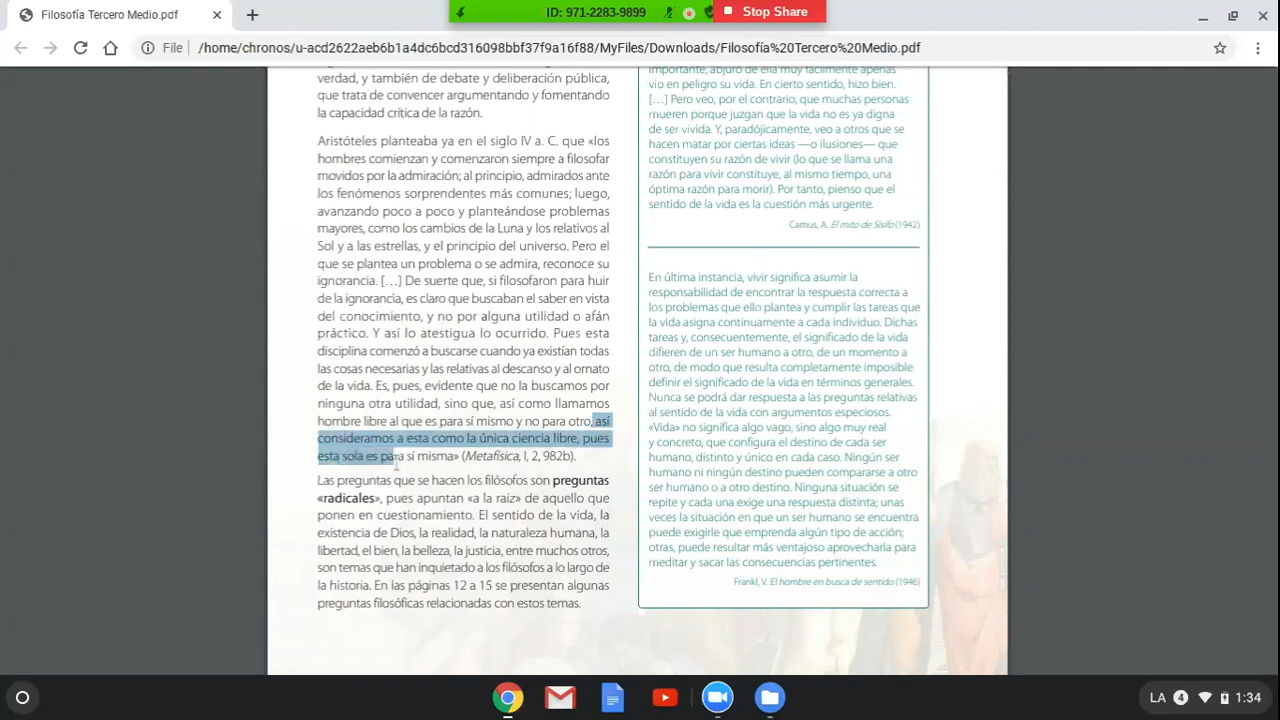 Filosofía Tercero Medio.pdf
ID: 971-2283-9899
Stop Share
File
/home/chronos/u-acd2622aeb6b1a4dc6bcd316098bbf37f9a16f88/MyFiles/Downloads/Filosofía%20Tercero%20Medio.pdf
verdad, y también de debate y deliberación pública,
que trata de convencer argumentando y fomentando
la capacidad crítica de la razón.
Aristóteles planteaba ya en el siglo IV a. C. que «los
hombres comienzan y comenzaron siempre a filosofar
movidos por la admiración; al principio, admirados ante
los fenómenos sorprendentes más comunes; luego,
avanzando poco a poco y planteándose problemas
mayores, como los cambios de la Luna y los relativos al
Sol y a las estrellas, y el principio del universo. Pero el
que se plantea un problema o se admira, reconoce su
ignorancia. [...] De suerte que, si filosofaron para huir
de la ignorancia, es claro que buscaban el saber en vista
del conocimiento, y no por alguna utilidad o afán
práctico. Y así lo atestigua lo ocurrido. Pues esta
disciplina comenzó a buscarse cuando ya existían todas
las cosas necesarias y las relativas al descanso y al ornato
de la vida. Es, pues, evidente que no la buscamos por
ninguna otra utilidad, sino que, así como llamamos
hombre libre al que es para sí mismo y no para otro, así
consideramos a esta como la única ciencia libre, pues
esta sola es para sí misma» (Metafísica, I, 2, 982b).
Las preguntas que se hacen los filósofos son preguntas
«radicales», pues apuntan «a la raíz» de aquello que
ponen en cuestionamiento. El sentido de la vida, la
existencia de Dios, la realidad, la naturaleza humana, la
libertad, el bien, la belleza, la justicia, entre muchos otros,
son temas que han inquietado a los filósofos a lo largo de
la historia. En las páginas 12 a 15 se presentan algunas
preguntas filosóficas relacionadas con estos temas.
importante, abjuró de ella muy fácilmente apenas
vio en peligro su vida. En cierto sentido, hizo bien.
[...] Pero veo, por el contrario, que muchas personas
mueren porque juzgan que la vida no es ya digna
de ser vivida. Y, paradójicamente, veo a otros que se
hacen matar por ciertas ideas —o ilusiones— que
constituyen su razón de vivir (lo que se llama una
razón para vivir constituye, al mismo tiempo, una
óptima razón para morir). Por tanto, pienso que el
sentido de la vida es la cuestión más urgente.
Camus, A. El mito de Sísifo (1942)
En última instancia, vivir significa asumir la
responsabilidad de encontrar la respuesta correcta a
los problemas que ello plantea y cumplir las tareas que
la vida asigna continuamente a cada individuo. Dichas
tareas y, consecuentemente, el significado de la vida
difieren de un ser humano a otro, de un momento a
otro, de modo que resulta completamente imposible
definir el significado de la vida en términos generales.
Nunca se podrá dar respuesta a las preguntas relativas
al sentido de la vida con argumentos especiosos.
«Vida» no significa algo vago, sino algo muy real
y concreto, que configura el destino de cada ser
humano, distinto y único en cada caso. Ningún ser
humano ni ningún destino pueden compararse a otro
ser humano o a otro destino. Ninguna situación se
repite y cada una exige una respuesta distinta; unas
veces la situación en que un ser humano se encuentra
puede exigirle que emprenda algún tipo de acción;
otras, puede resultar más ventajoso aprovecharla para
meditar y sacar las consecuencias pertinentes.
Frankl, V. El hombre en busca de sentido (1946)
LA 4 1:34